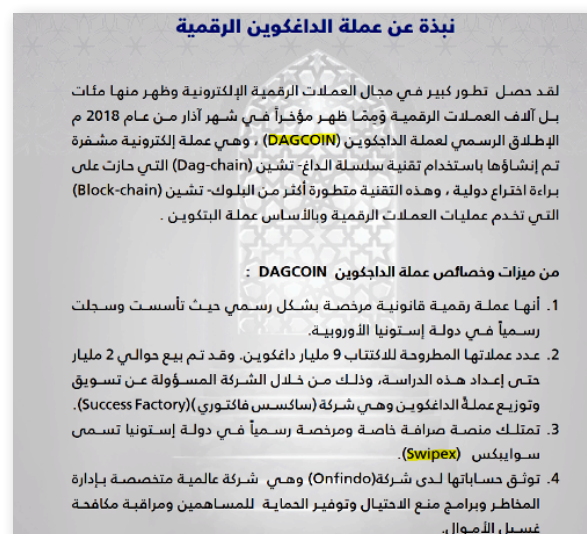 نبذة عن عملة الداغكوين الرقمية
لقد حصل تطور كبير في مجال العملات الرقمية الإلكترونية وظهر منها مئات
بل آلاف العملات الرقمية وَمِمّا ظهر مؤخراً في شهر آذار من عام 2018 م
الإطلاق الرسمي لعملة الداجكوين (DAGCOIN) ، وهي عملة إلكترونية مشفرة
تم إنشاؤها باستخدام تقنية سلسلة الداغ- تشين (Dag-chain) التي حازت على
براءة اختراع دولية ، وهذه التقنية متطورة أكثر من البلوك- تشين (Block-chain)
التي تخدم عمليات العملات الرقمية وبالأساس عملة البتكوين .
من ميزات وخصائص عملة الداجكوين DAGCOIN :
1. أنها عملة رقمية قانونية مرخصة بشكل رسمي حيث تأسست وسجلت
رسمياً في دولة إستونيا الأوروبية.
2. عدد عملاتها المطروحة للاكتتاب 9 مليار داغكوين. وقد تم بيع حوالي 2 مليار
حتى إعداد هذه الدراسة، وذلك من خلال الشركة المسؤولة عن تسويق
وتوزيع عملةُ الداغكوين وهي شركة (ساكسس فاكتوري)(Success Factory).
3. تمتلك منصة صرافة خاصة ومرخصة رسمياً في دولة إستونيا تسمى
سوايبكس (Swipex).
4. توثق حساباتها لدى شركة(Onfindo) وهي شركة عالمية متخصصة بإدارة
المخاطر وبرامج منع الاحتيال وتوفير الحماية للمساهمين ومراقبة مكافحة
غسيل الأموال.